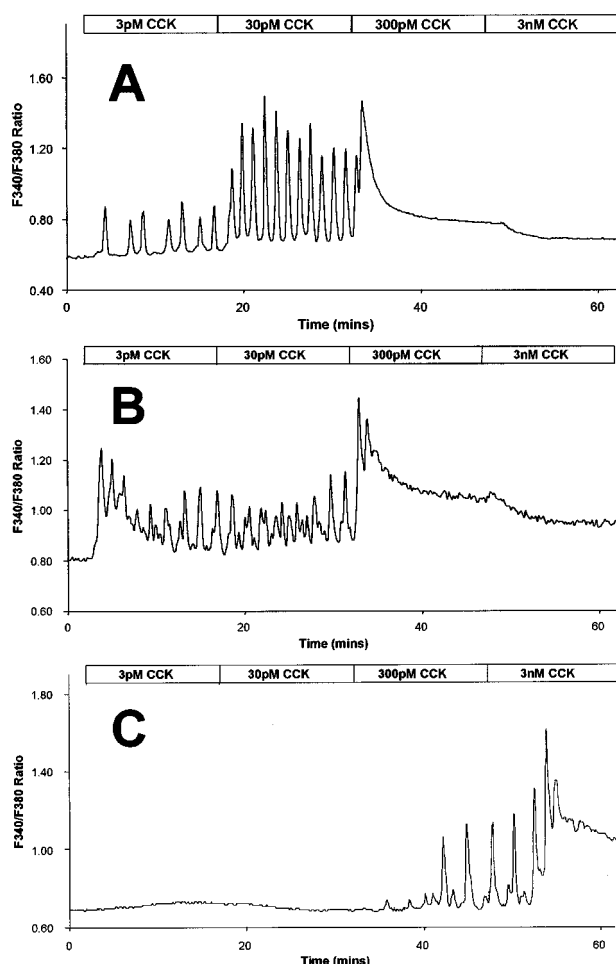 3pM CCK 30pM CCK 300pM CCK 3nM CCK
A
1.60
1.20
0.80
0.40
F340/F380 Ratio
0 20 40 60
Time (mins)
1.60
3pM CCK 30pM CCK 300pM CCK 3nM CCK
B
1.40
1.20
1.00
0.80
0.60
F340/F380 Ratio
0 20 40 60
Time (mins)
3pM CCK 30pM CCK 300pM CCK 3nM CCK
1.80
C
1.40
1.00
0.60
F340/F380 Ratio
0 20 40 60
Time (mins)